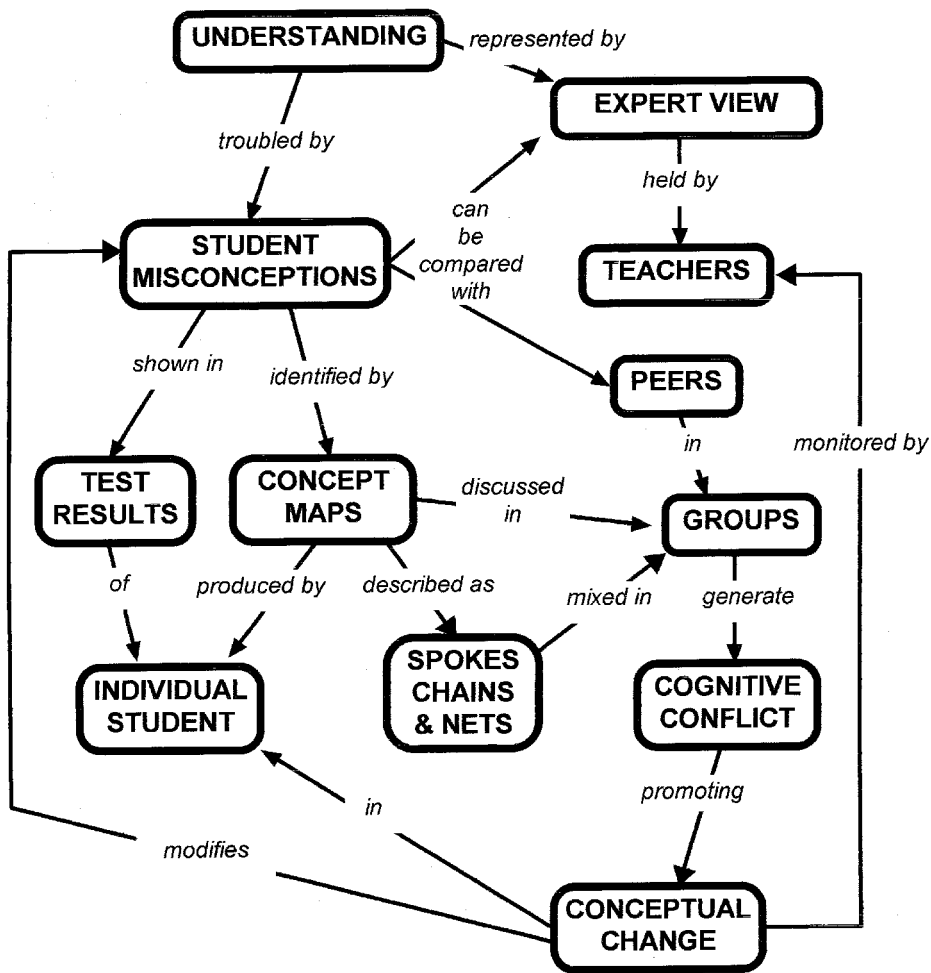 UNDERSTANDING
represented by
EXPERT VIEW
troubled by
held by
STUDENT
MISCONCEPTIONS
can
be
compared
with
TEACHERS
shown in
identified by
PEERS
in
monitored by
TEST
RESULTS
CONCEPT
MAPS
discussed
in
GROUPS
of
produced by
described as
mixed in
generate
INDIVIDUAL
STUDENT
SPOKES
CHAINS
& NETS
COGNITIVE
CONFLICT
in
promoting
modifies
CONCEPTUAL
CHANGE